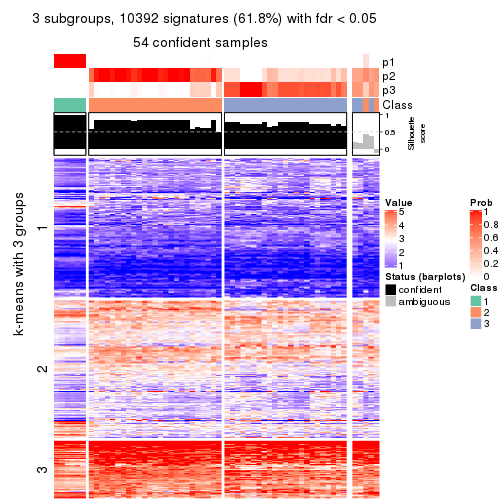 3 subgroups, 10392 signatures (61.8%) with fdr < 0.05
54 confident samples
p1
p2
p3
Class
1
0.5
0
Silhouette
score
k-means with 3 groups
1
2
3
Value
5
4
3
2
1
Status (barplots)
confident
ambiguous
Prob
1
0.8
0.6
0.4
0.2
0
Class
1
2
3